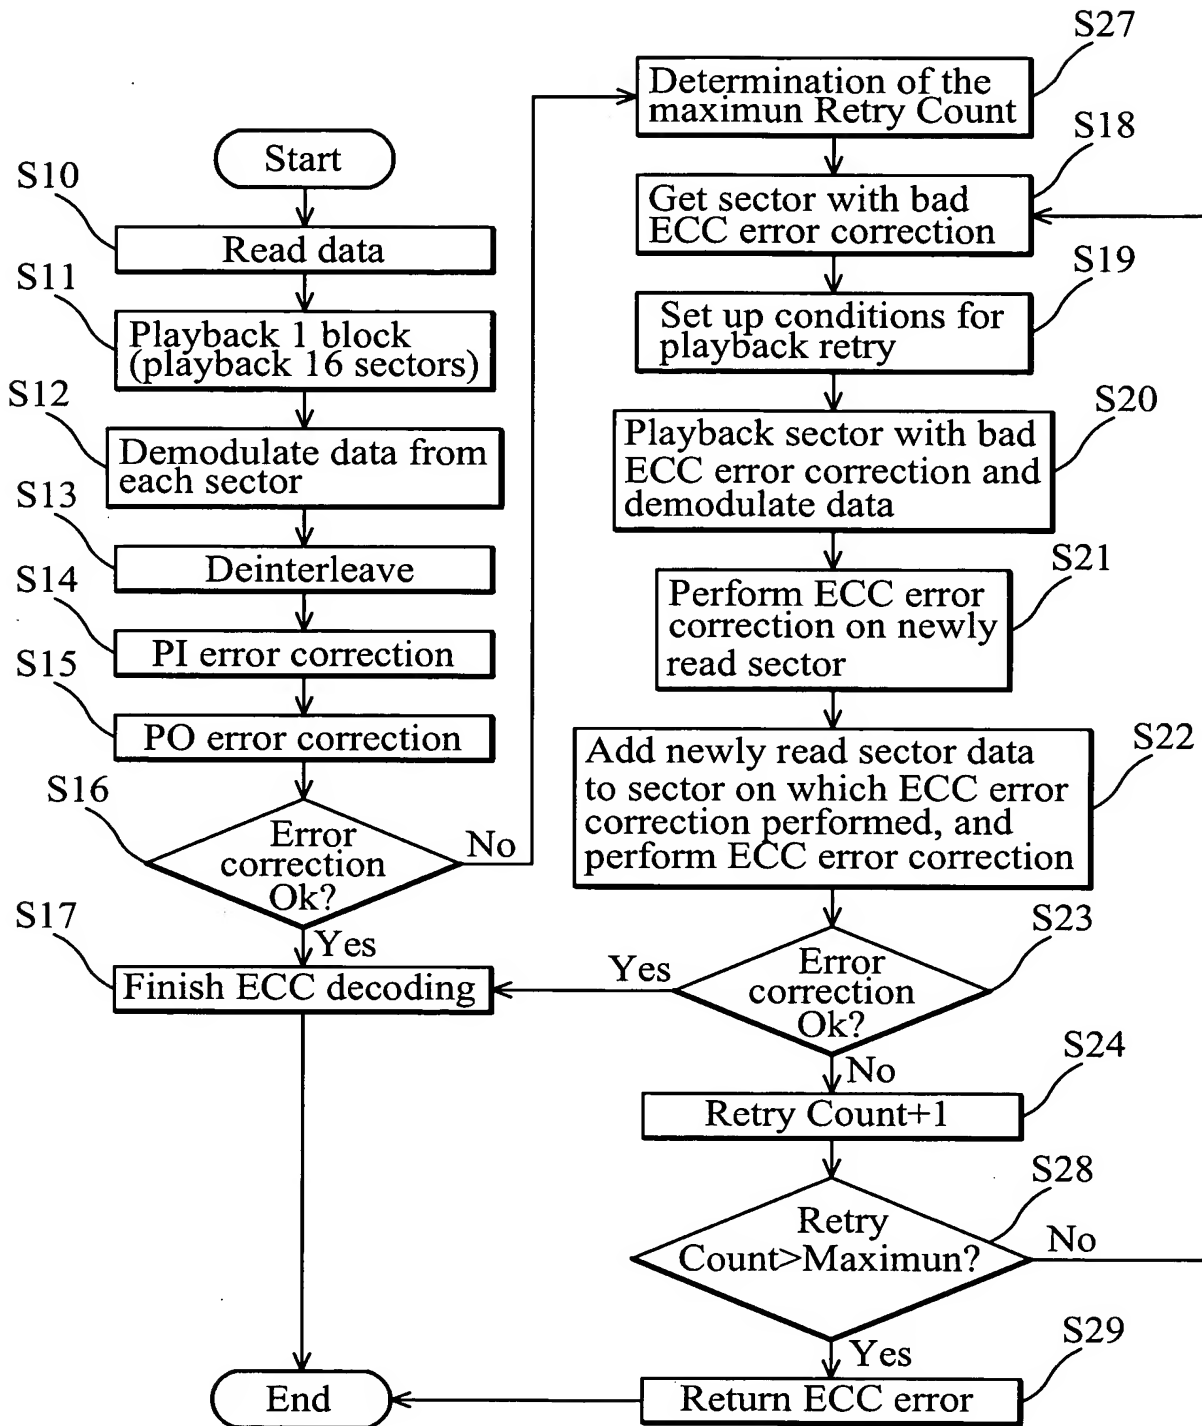 Start
S10
Read data
S11
Playback 1 block
(playback 16 sectors)
S12
Demodulate data from
each sector
S13
Deinterleave
S14
PI error correction
S15
PO error correction
S16
Error
correction
Ok?
No
Yes
S17
Finish ECC decoding
End
S27
Determination of the
maximun Retry Count
S18
Get sector with bad
ECC error correction
S19
Set up conditions for
playback retry
S20
Playback sector with bad
ECC error correction and
demodulate data
S21
Perform ECC error
correction on newly
read sector
S22
Add newly read sector data
to sector on which ECC error
correction performed, and
perform ECC error correction
S23
Error
correction
Ok?
Yes
No
S24
Retry Count+1
S28
Retry
Count>Maximun?
No
Yes
S29
Return ECC error